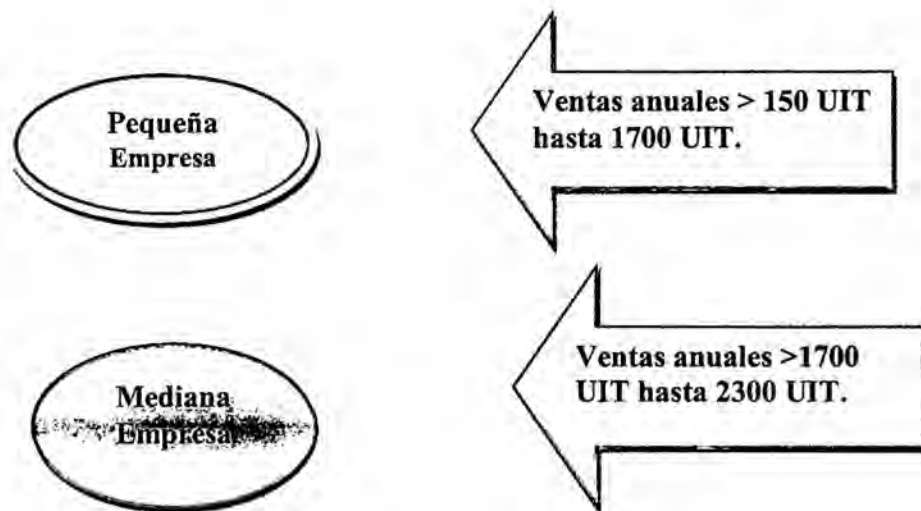 Pequeña
Empresa
Ventas anuales > 150 UIT
hasta 1700 UIT.
Mediana
Empresa
Ventas anuales >1700
UIT hasta 2300 UIT.